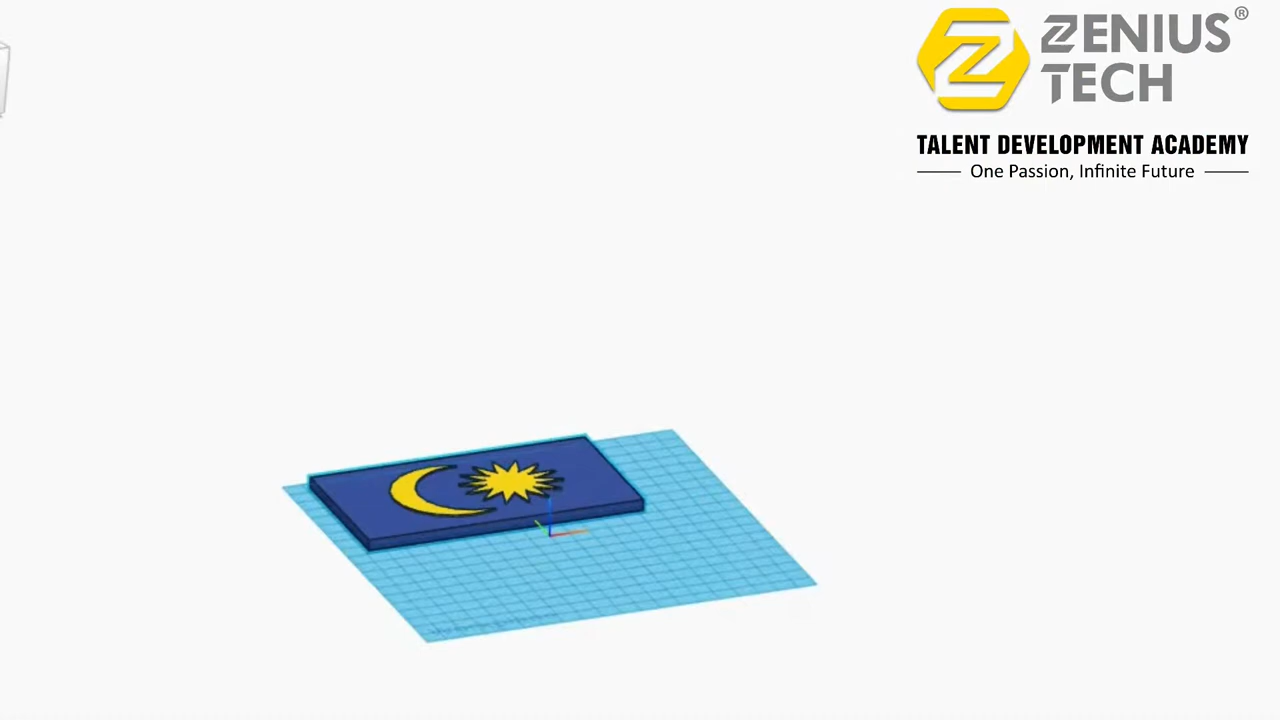 ZENIUS®
TECH
TALENT DEVELOPMENT ACADEMY
One Passion, Infinite Future